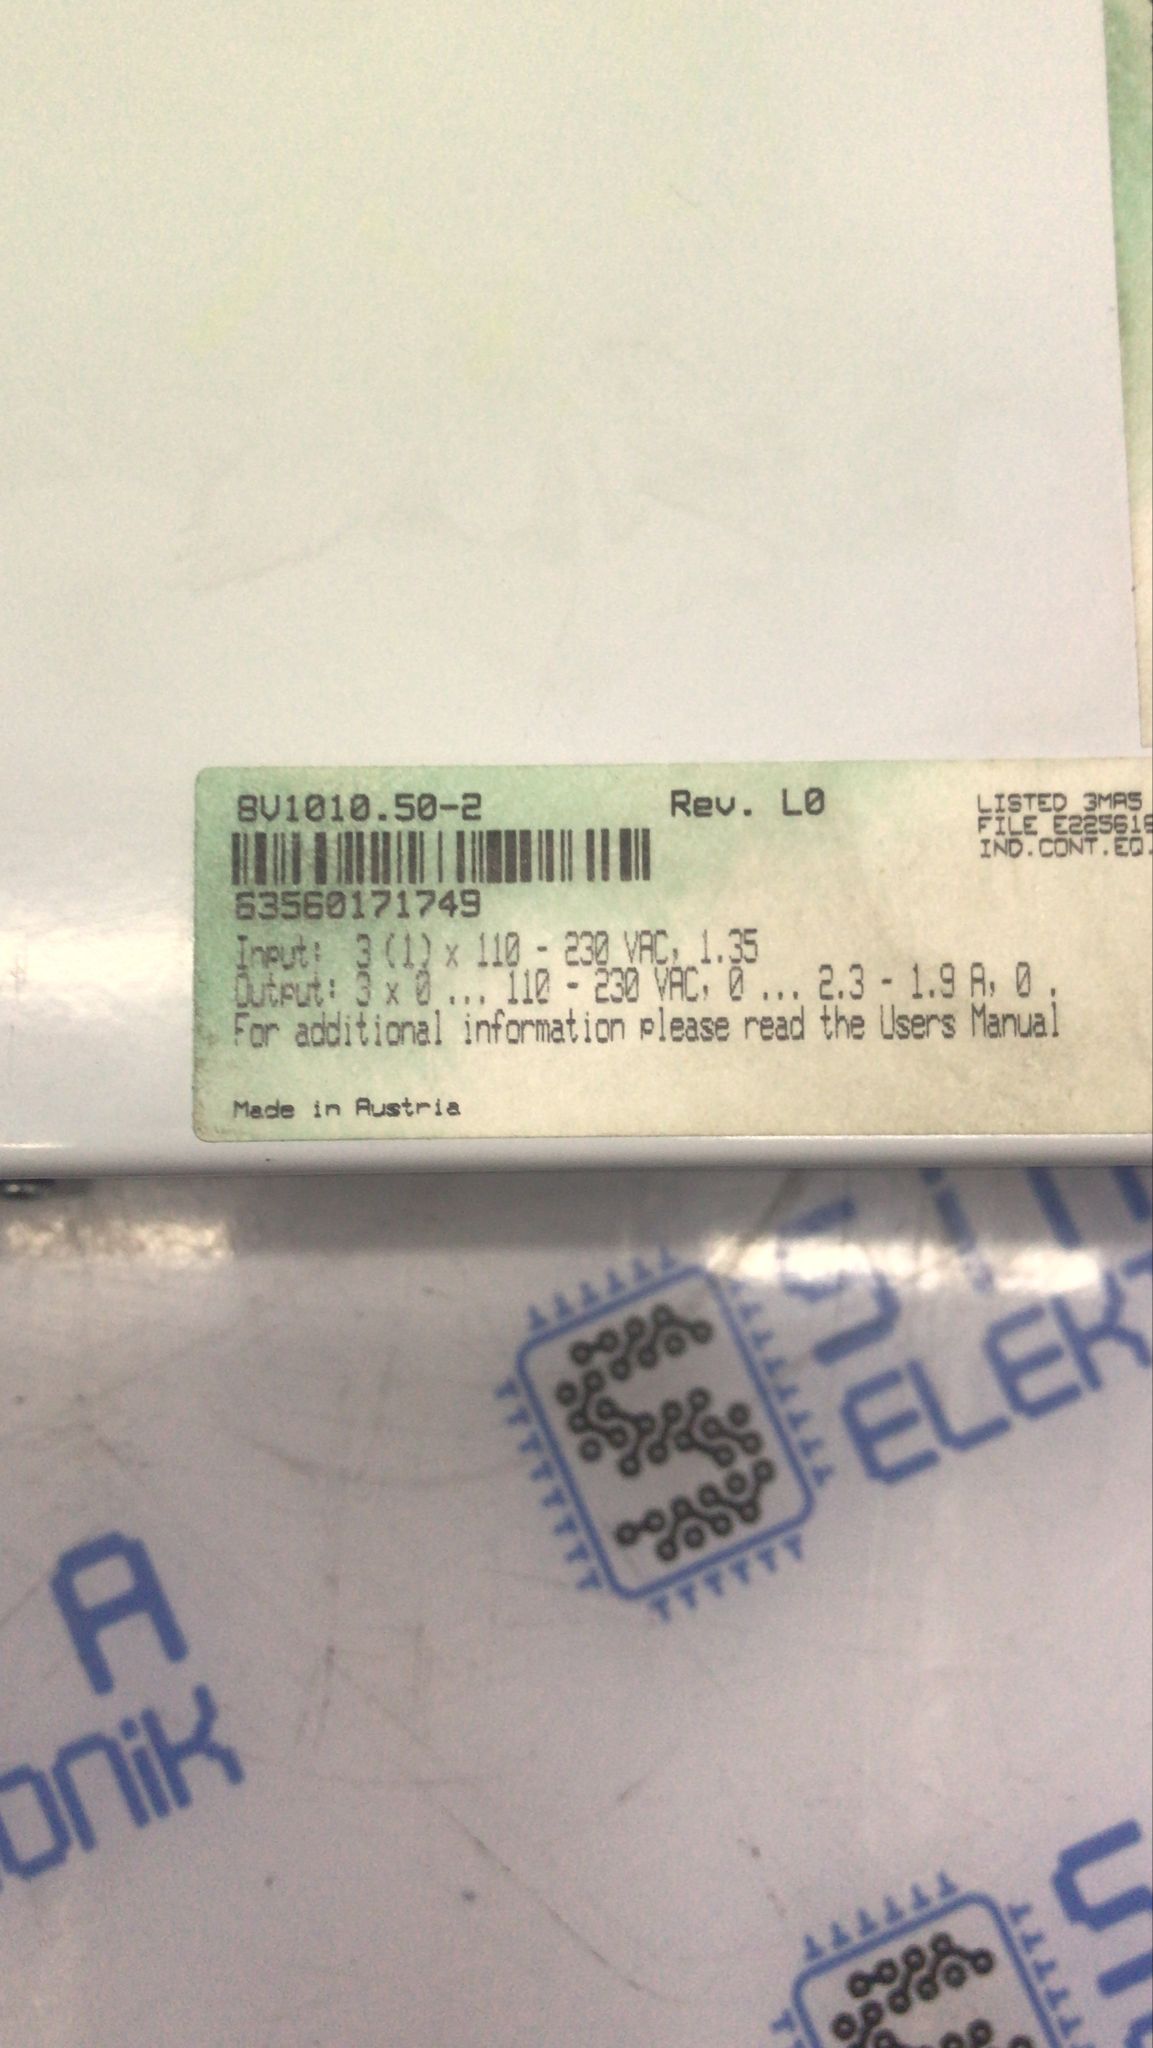 8V1010.50-2 Rev. L0
LISTED 3MA5
FILE E225616
IND.CONT.EQ.
63560171749
Input: 3 (1) x 110 - 230 VAC, 1.35
Output: 3 x 0 ... 110 - 230 VAC, 0 ... 2.3 - 1.9 A, 0 .
For additional information please read the Users Manual
Made in Austria
ELEKT
A
onik